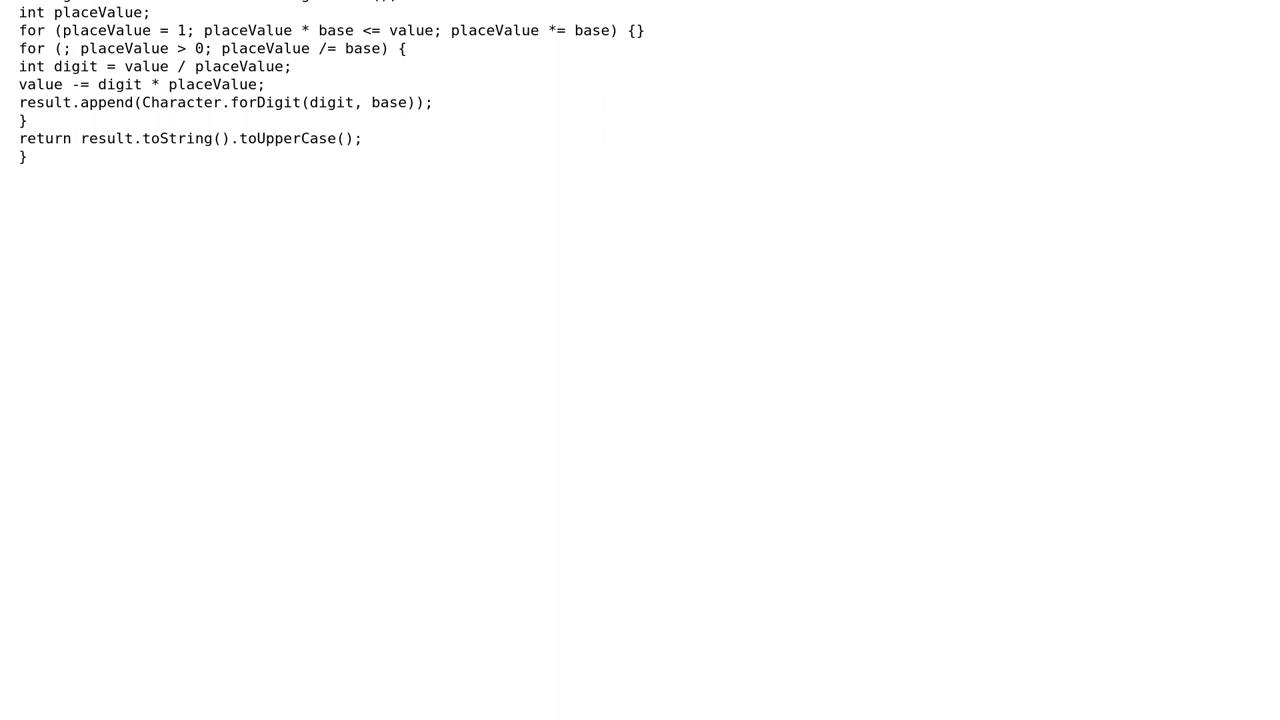 int placeValue;
for (placeValue = 1; placeValue * base <= value; placeValue *= base) {}
for (; placeValue > 0; placeValue /= base) {
int digit = value / placeValue;
value -= digit * placeValue;
result.append(Character.forDigit(digit, base));
}
return result.toString().toUpperCase();
}